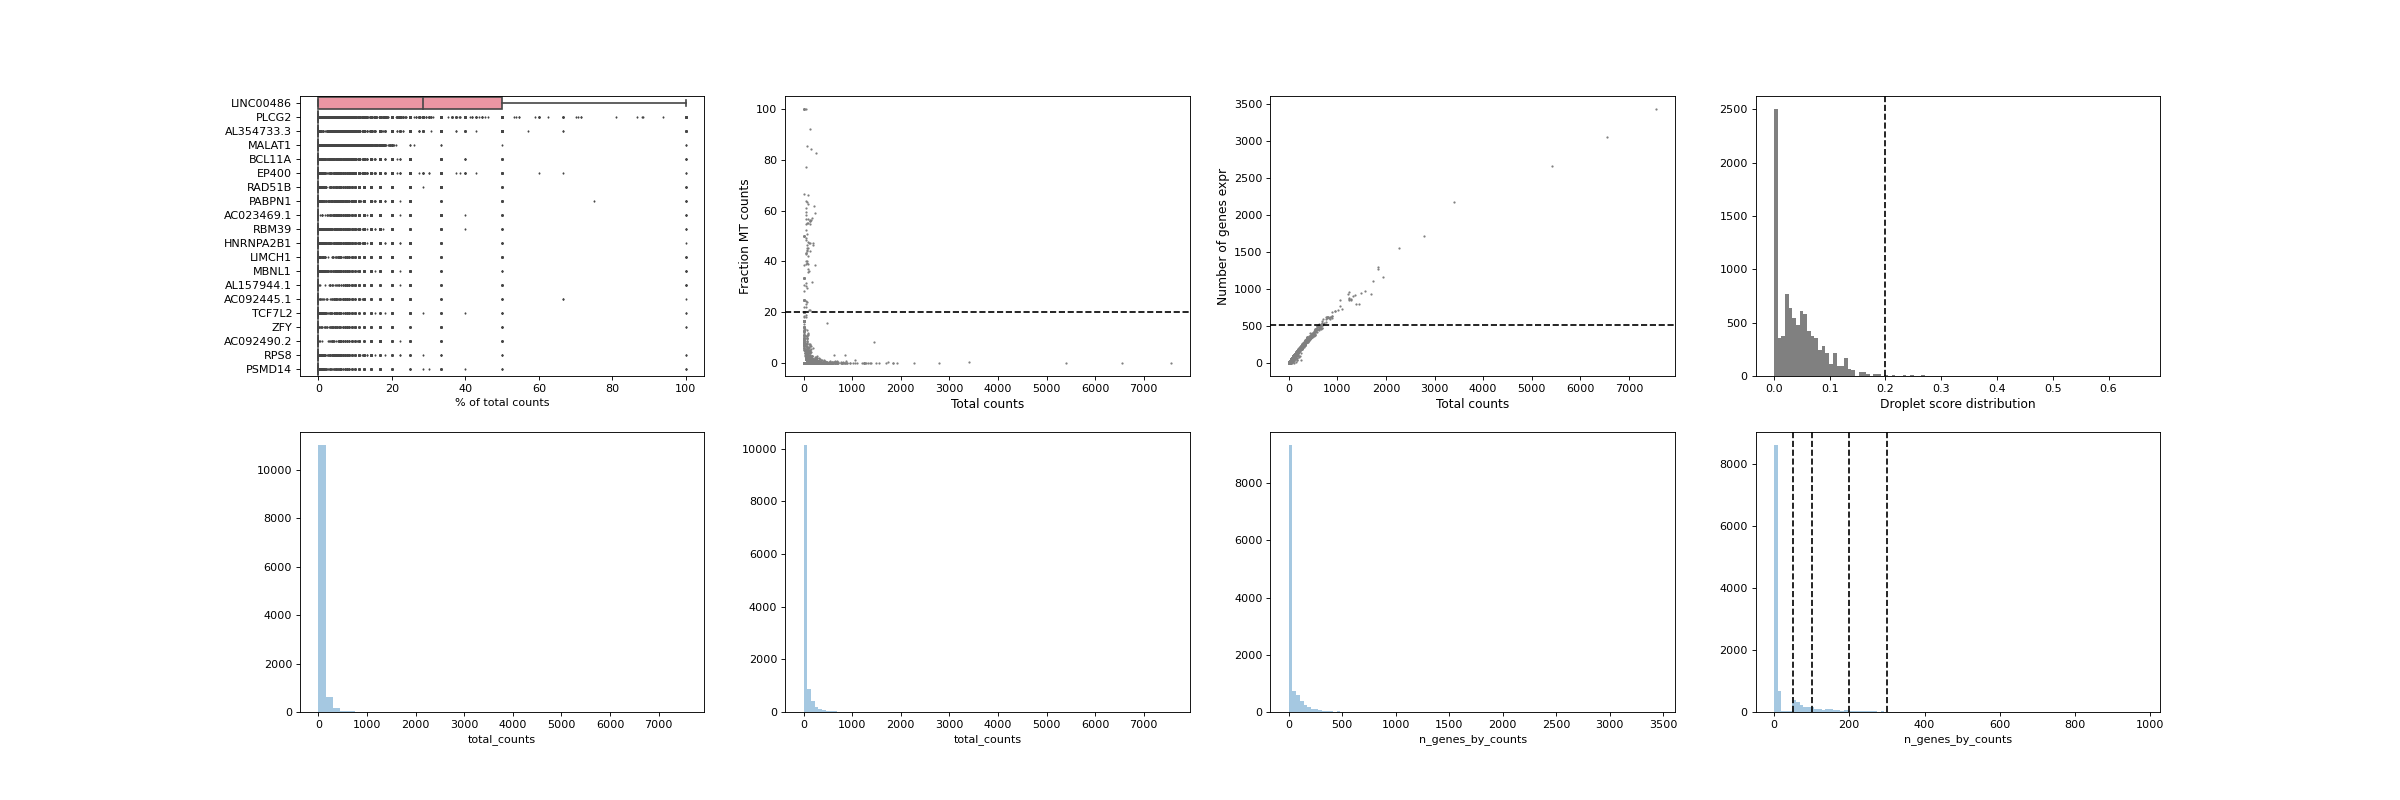 LINC00486
PLCG2
AL354733.3
MALAT1
BCL11A
EP400
RAD51B
PABPN1
AC023469.1
RBM39
HNRNPA2B1
LIMCH1
MBNL1
AL157944.1
AC092445.1
TCF7L2
ZFY
AC092490.2
RPS8
PSMD14
0 20 40 60 80 100
% of total counts
100
80
60
40
20
0
Fraction MT counts
0 1000 2000 3000 4000 5000 6000 7000
Total counts
3500
3000
2500
2000
1500
1000
500
0
Number of genes expr
0 1000 2000 3000 4000 5000 6000 7000
Total counts
2500
2000
1500
1000
500
0
0.0 0.1 0.2 0.3 0.4 0.5 0.6
Droplet score distribution
10000
8000
6000
4000
2000
0
0 1000 2000 3000 4000 5000 6000 7000
total_counts
10000
8000
6000
4000
2000
0
0 1000 2000 3000 4000 5000 6000 7000
total_counts
8000
6000
4000
2000
0
0 500 1000 1500 2000 2500 3000 3500
n_genes_by_counts
8000
6000
4000
2000
0
0 200 400 600 800 1000
n_genes_by_counts